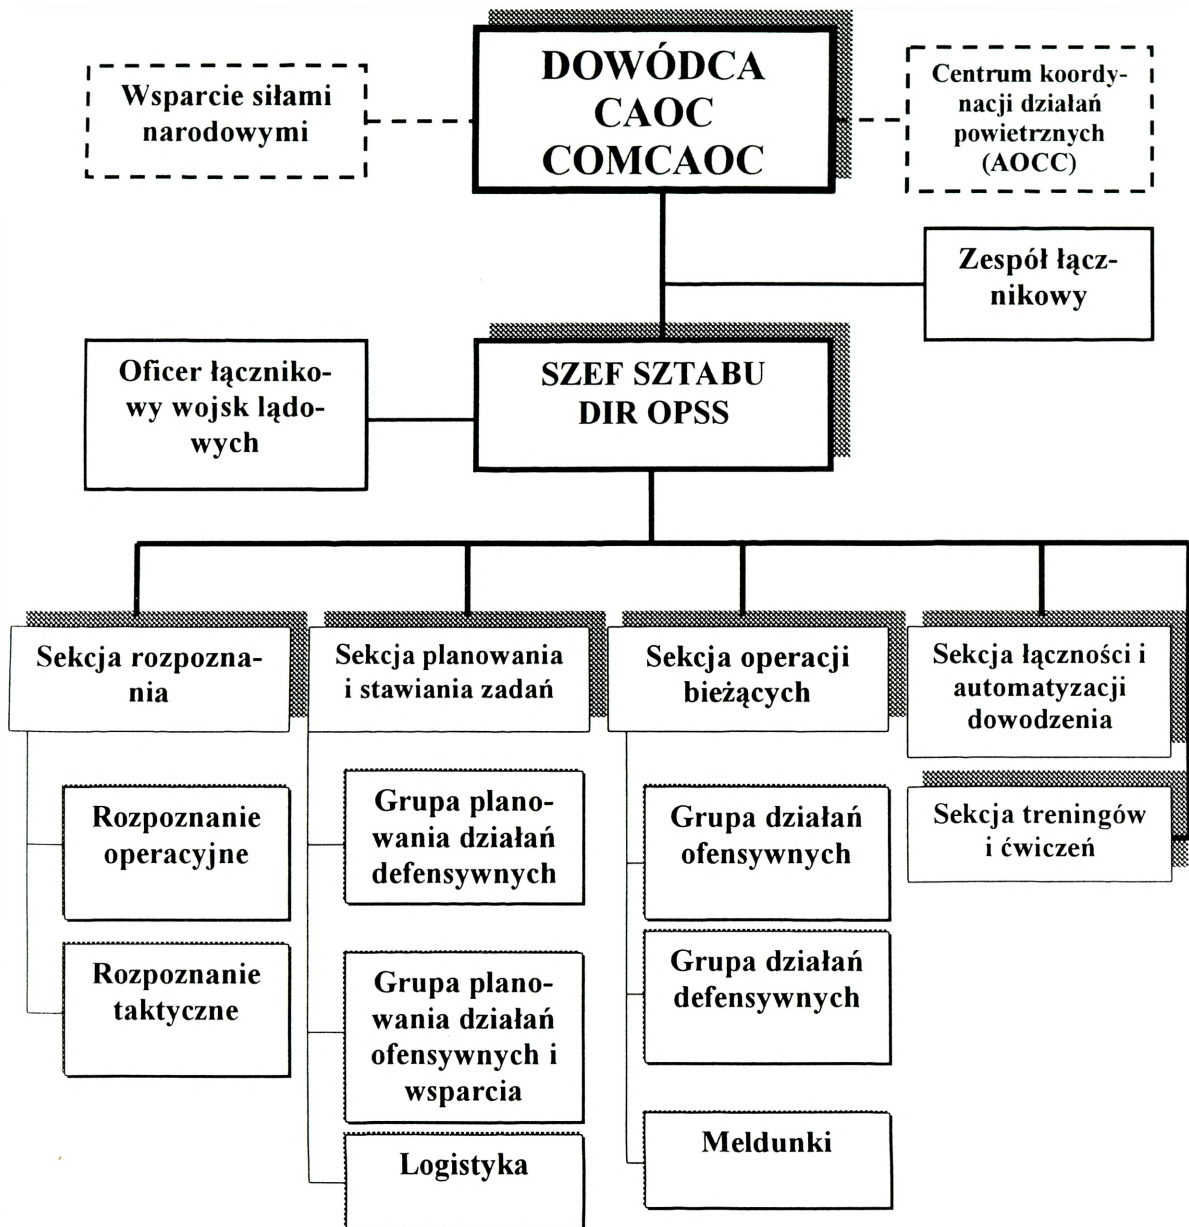 DOWÓDCA
CAOC
COMCAOC
Wsparcie siłami
narodowymi
Centrum koordy-
nacji działań
powietrznych
(AOCC)
Zespół łącz-
nikowy
Oficer łączniko-
wy wojsk lądo-
wych
SZEF SZTABU
DIR OPSS
Sekcja rozpozna-
nia
Rozpoznanie
operacyjne
Rozpoznanie
taktyczne
Sekcja planowania
i stawiania zadań
Grupa plano-
wania działań
defensywnych
Grupa plano-
wania działań
ofensywnych i
wsparcia
Logistyka
Sekcja operacji
bieżących
Grupa działań
ofensywnych
Grupa działań
defensywnych
Meldunki
Sekcja łączności i
automatyzacji
dowodzenia
Sekcja treningów
i ćwiczeń